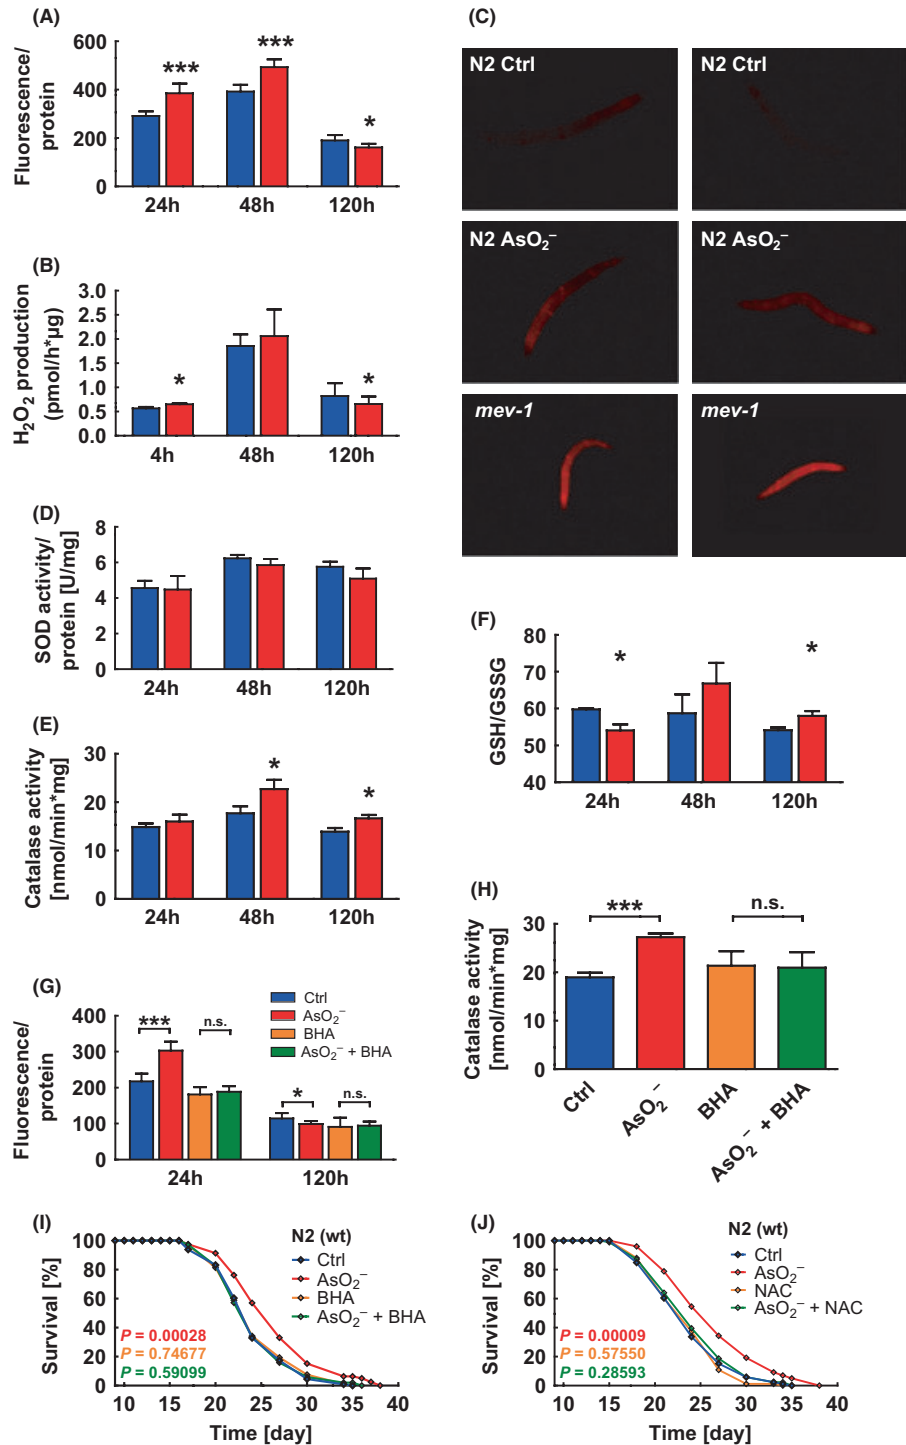 (A)
Fluorescence/
protein
600
400
200
0
***
***
*
24h
48h
120h
(B)
H₂O₂ production
(pmol/h*µg)
3.0
2.5
2.0
1.5
1.0
0.5
0.0
*
*
4h
48h
120h
(C)
N2 Ctrl
N2 Ctrl
N2 AsO₂⁻
N2 AsO₂⁻
mev-1
mev-1
(D)
SOD activity/
protein [U/mg]
8
6
4
2
0
24h
48h
120h
(E)
Catalase activity
[nmol/min*mg]
30
20
10
0
*
*
24h
48h
120h
(F)
GSH/GSSG
80
70
60
50
40
*
*
24h
48h
120h
(G)
Fluorescence/
protein
400
300
200
100
0
***
n.s.
*
n.s.
Ctrl
AsO₂⁻
BHA
AsO₂⁻ + BHA
24h
120h
(H)
Catalase activity
[nmol/min*mg]
30
20
10
0
***
n.s.
Ctrl
AsO₂⁻
BHA
AsO₂⁻ + BHA
(I)
Survival [%]
100
80
60
40
20
0
N2 (wt)
Ctrl
AsO₂⁻
BHA
AsO₂⁻ + BHA
P = 0.00028
P = 0.74677
P = 0.59099
10 15 20 25 30 35 40
Time [day]
(J)
Survival [%]
100
80
60
40
20
0
N2 (wt)
Ctrl
AsO₂⁻
NAC
AsO₂⁻ + NAC
P = 0.00009
P = 0.57550
P = 0.28593
10 15 20 25 30 35 40
Time [day]